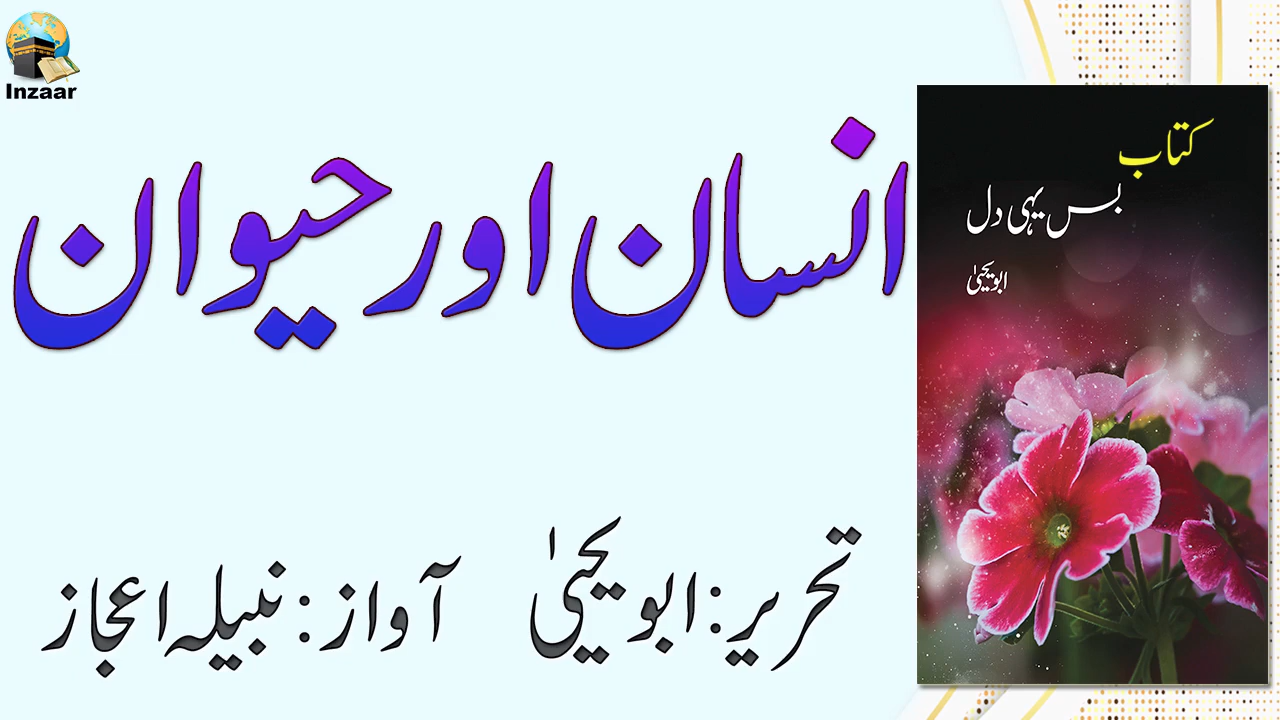 Inzaar
انسان اور حیوان
کتاب
بس یہی دل
ابویحییٰ
تحریر: ابویحییٰ آواز: نبیلہ اعجاز